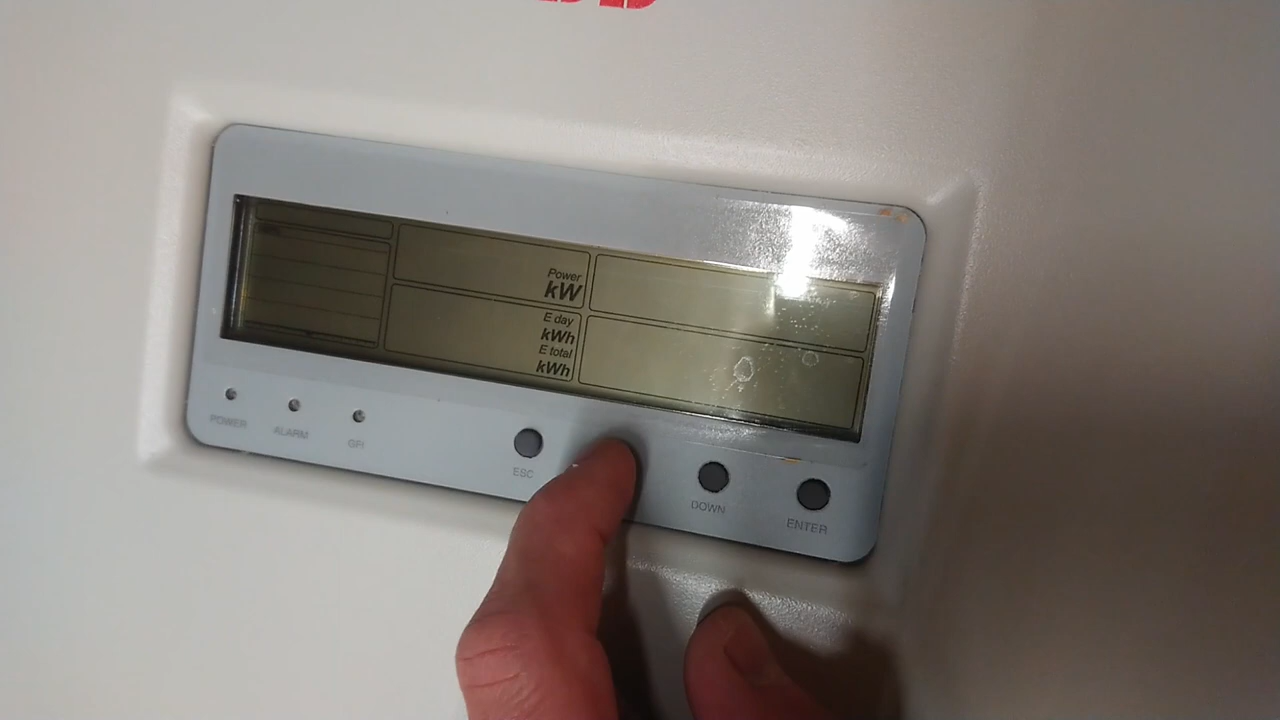 Power
kW
E day
kWh
E total
kWh
POWER
ALARM
GFI
ESC
DOWN
ENTER